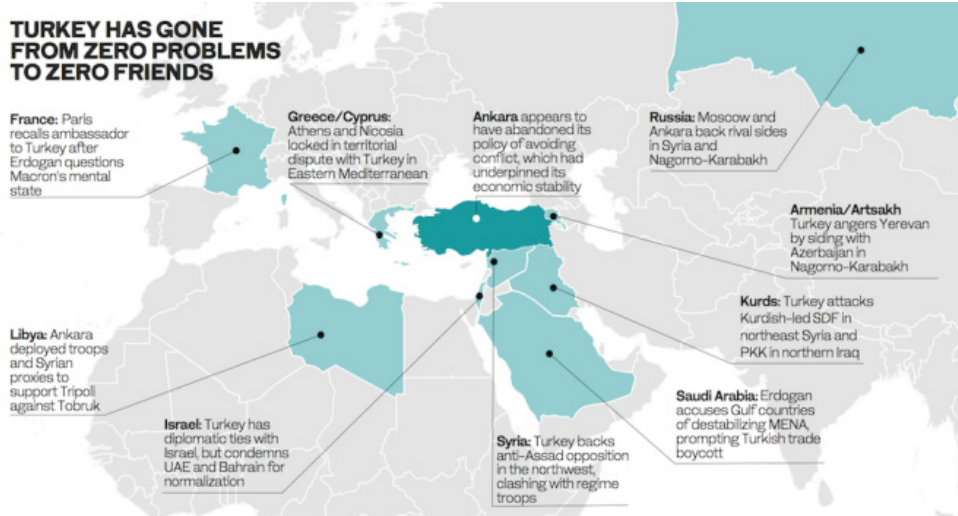 TURKEY HAS GONE
FROM ZERO PROBLEMS
TO ZERO FRIENDS
France: Paris
recalls ambassador
to Turkey after
Erdogan questions
Macron's mental
state
Greece/Cyprus:
Athens and Nicosia
locked in territorial
dispute with Turkey in
Eastern Mediterranean
Ankara appears to
have abandoned its
policy of avoiding
conflict, which had
underpinned its
economic stability
Russia: Moscow and
Ankara back rival sides
in Syria and
Nagorno-Karabakh
Armenia/Artsakh
Turkey angers Yerevan
by siding with
Azerbaijan in
Nagorno-Karabakh
Kurds: Turkey attacks
Kurdish-led SDF in
northeast Syria and
PKK in northern Iraq
Libya: Ankara
deployed troops
and Syrian
proxies to
support Tripoli
against Tobruk
Israel: Turkey has
diplomatic ties with
Israel, but condemns
UAE and Bahrain for
normalization
Syria: Turkey backs
anti-Assad opposition
in the northwest,
clashing with regime
troops
Saudi Arabia: Erdogan
accuses Gulf countries
of destabilizing MENA,
prompting Turkish trade
boycott